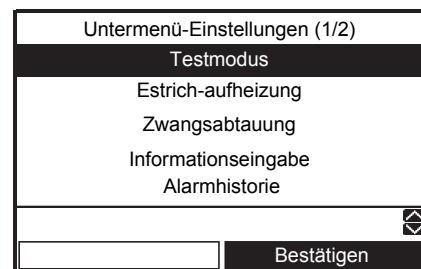 Untermenü-Einstellungen (1/2)
Testmodus
Estrich-aufheizung
Zwangsabtauung
Informationseingabe
Alarmhistorie
Bestätigen